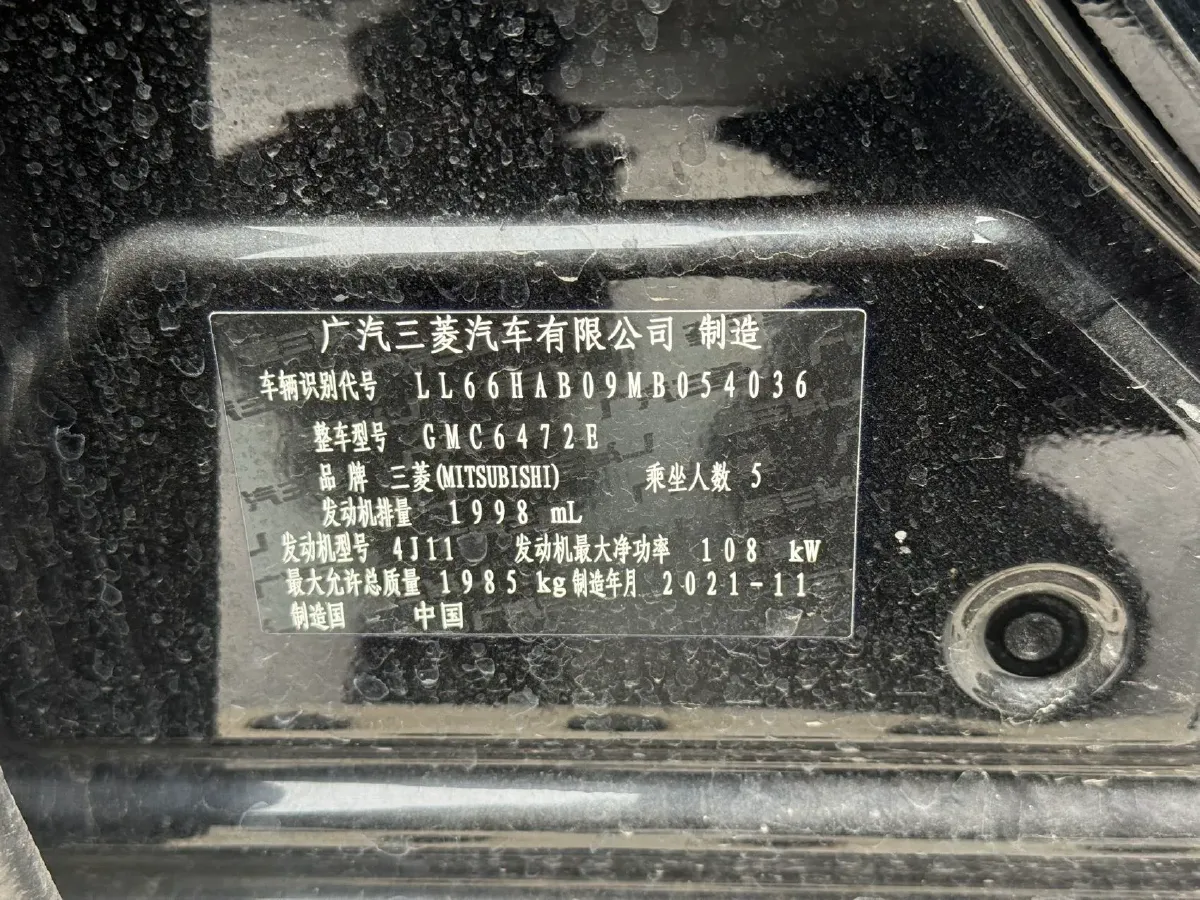 广汽三菱汽车有限公司 制造
车辆识别代号 LL66HAB09MB054036
整车型号 GMC6472E
品 牌 三菱(MITSUBISHI) 乘坐人数 5
发动机排量 1998 mL
发动机型号 4J11 发动机最大净功率 108 kW
最大允许总质量 1985 kg 制造年月 2021-11
制造国 中国